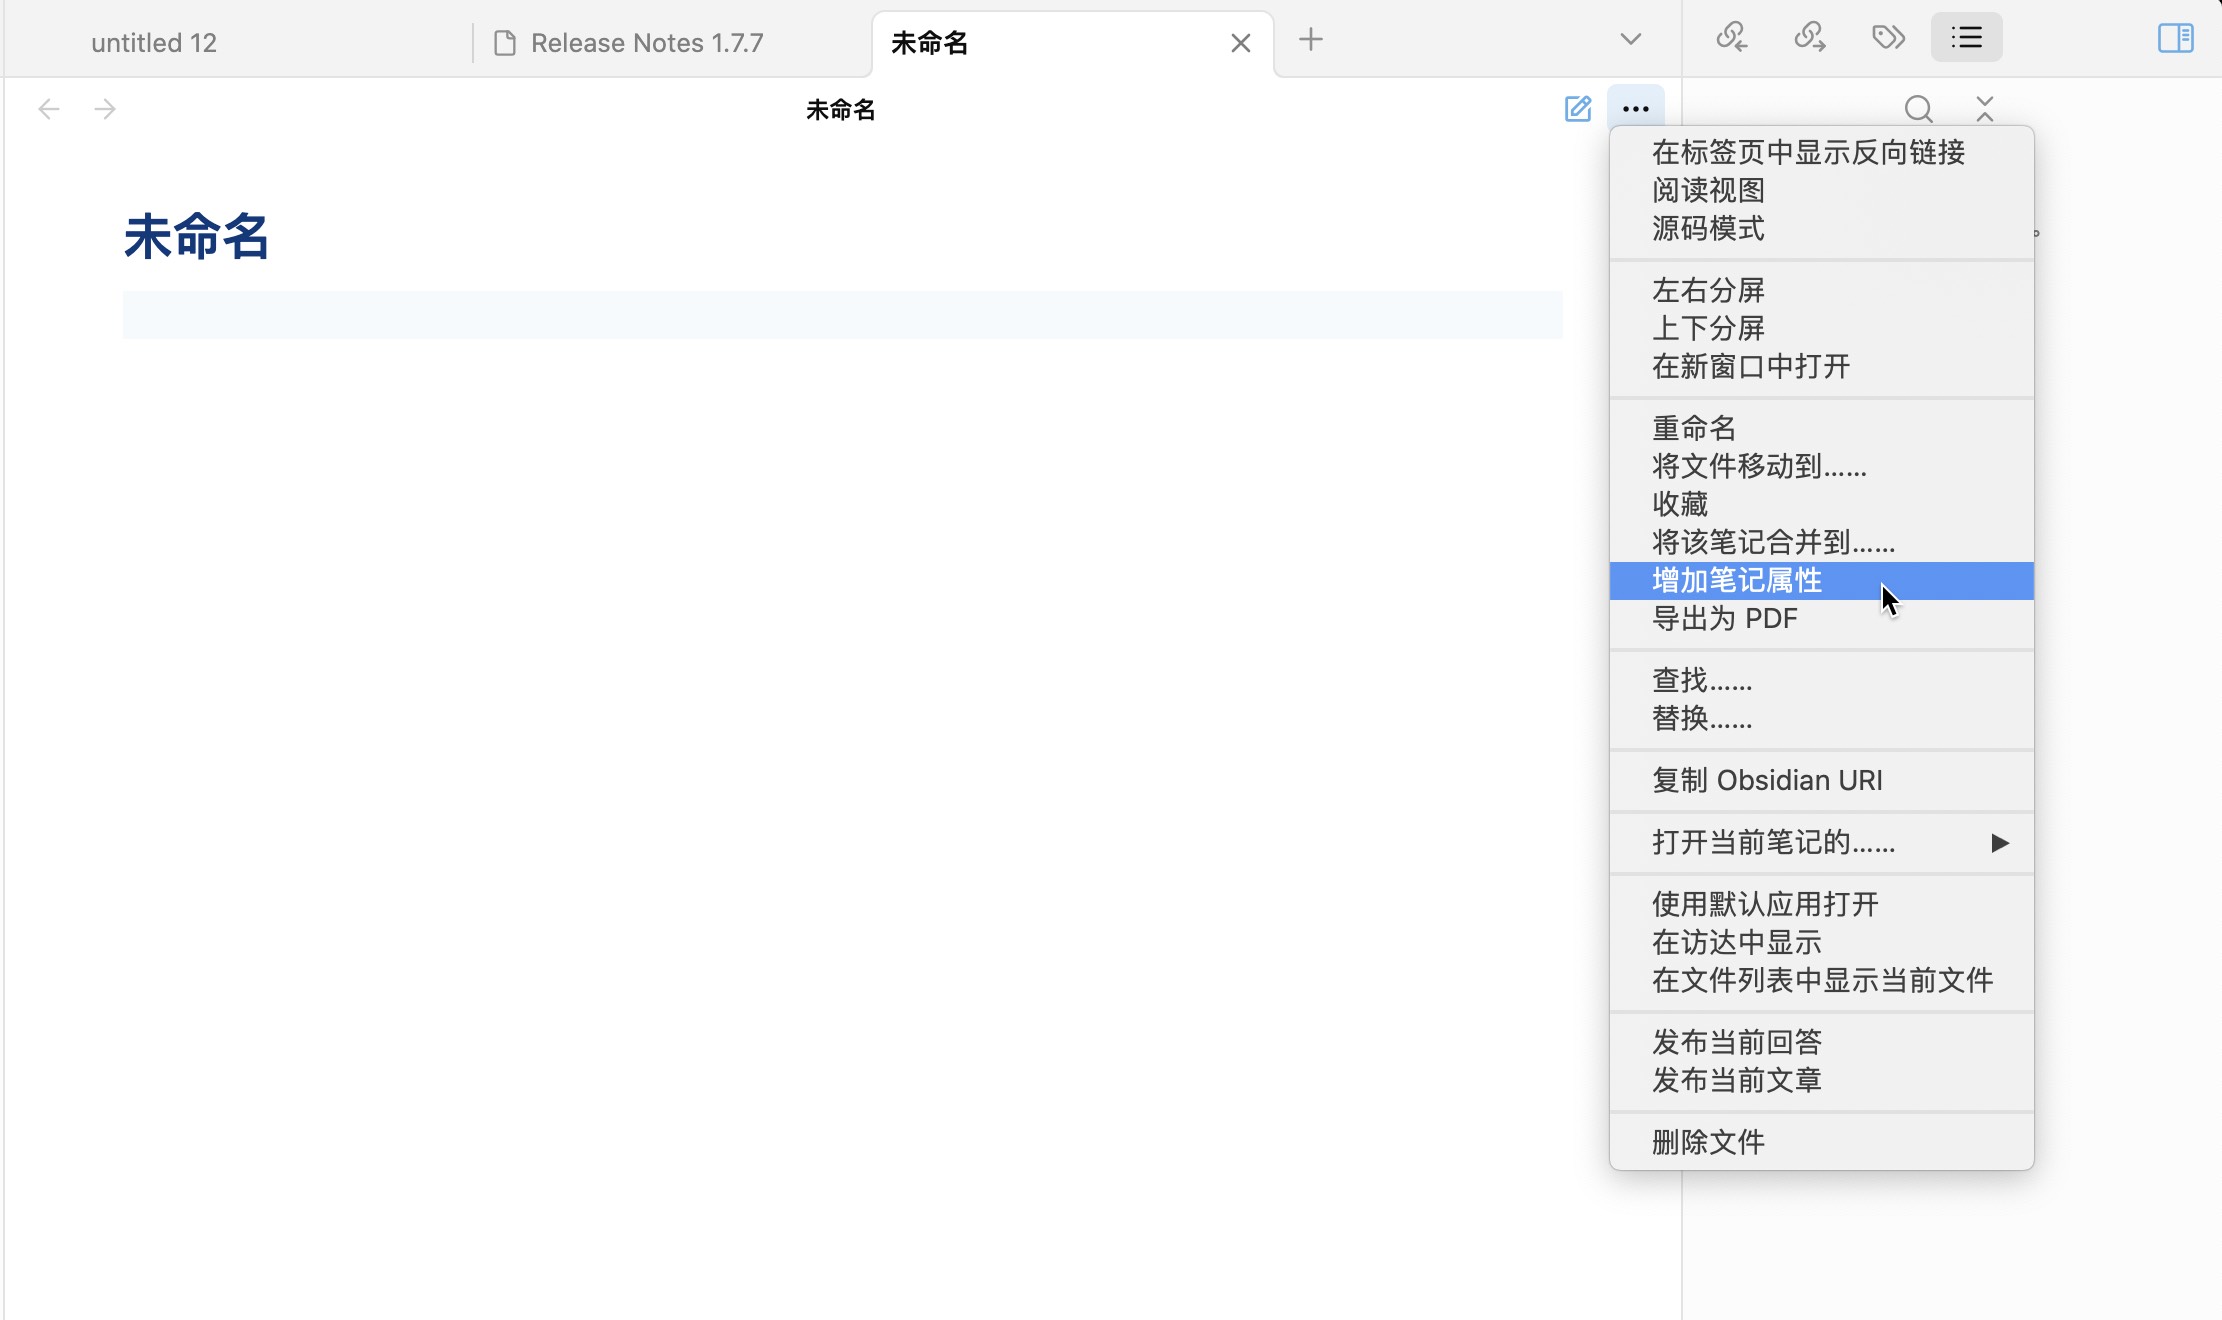 untitled 12
Release Notes 1.7.7
未命名
未命名
未命名
在标签页中显示反向链接
阅读视图
源码模式
。
左右分屏
上下分屏
在新窗口中打开
重命名
将文件移动到……
收藏
将该笔记合并到……
增加笔记属性
导出为 PDF
查找……
替换……
复制 Obsidian URI
打开当前笔记的……
使用默认应用打开
在访达中显示
在文件列表中显示当前文件
发布当前回答
发布当前文章
删除文件